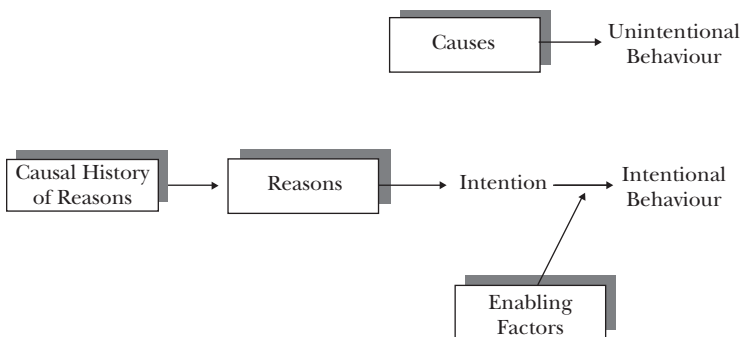 Causes
Unintentional
Behaviour
Causal History
of Reasons
Reasons
Intention
Intentional
Behaviour
Enabling
Factors